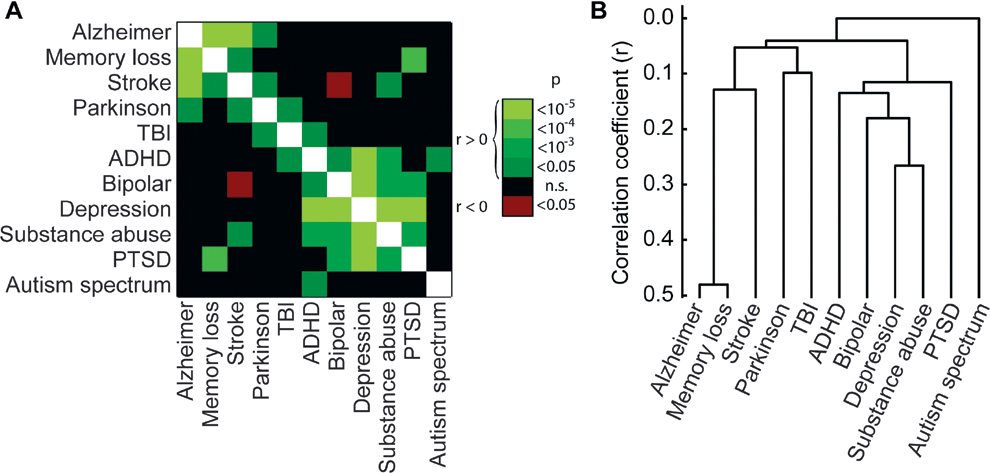 A
Alzheimer
Memory loss
Stroke
Parkinson
TBI
ADHD
Bipolar
Depression
Substance abuse
PTSD
Autism spectrum
Alzheimer
Memory loss
Stroke
Parkinson
TBI
ADHD
Bipolar
Depression
Substance abuse
PTSD
Autism spectrum
p
r > 0
<10-5
<10-4
<10-3
<0.05
n.s.
r < 0
<0.05
B
Correlation coefficient (r)
0.0
0.1
0.2
0.3
0.4
0.5
Alzheimer
Memory loss
Stroke
Parkinson
TBI
ADHD
Bipolar
Depression
Substance abuse
PTSD
Autism spectrum